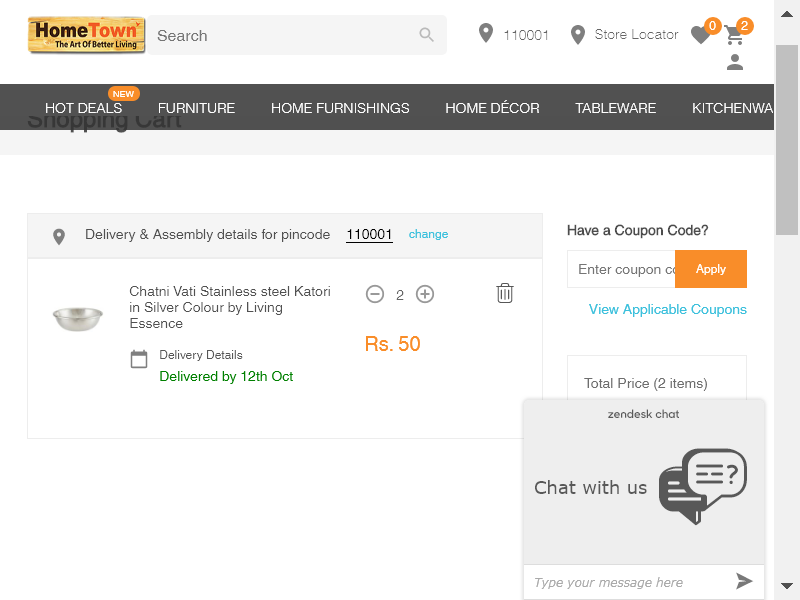 HomeTown
The Art Of Better Living
Search
110001
Store Locator
0
2
NEW
HOT DEALS
FURNITURE
HOME FURNISHINGS
HOME DÉCOR
TABLEWARE
KITCHENWA
Shopping Cart
Delivery & Assembly details for pincode 110001 change
Chatni Vati Stainless steel Katori
in Silver Colour by Living
Essence
2
Rs. 50
Delivery Details
Delivered by 12th Oct
Have a Coupon Code?
Enter coupon co
Apply
View Applicable Coupons
Total Price (2 items)
zendesk chat
Chat with us
?
Type your message here